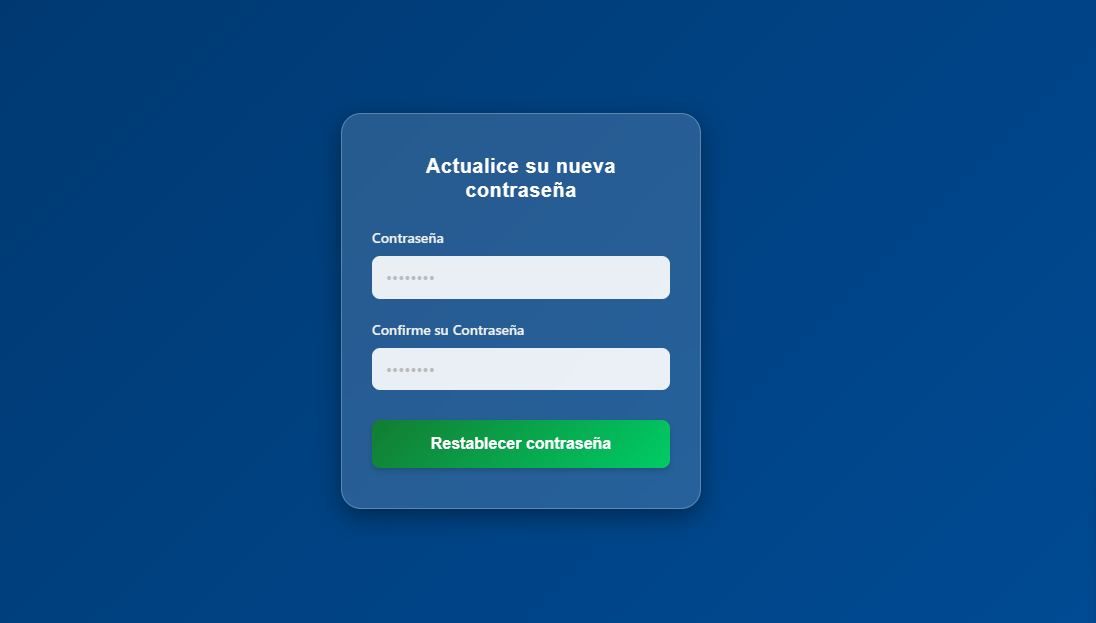 Actualice su nueva
contraseña
Contraseña
••••••••
Confirme su Contraseña
••••••••
Restablecer contraseña